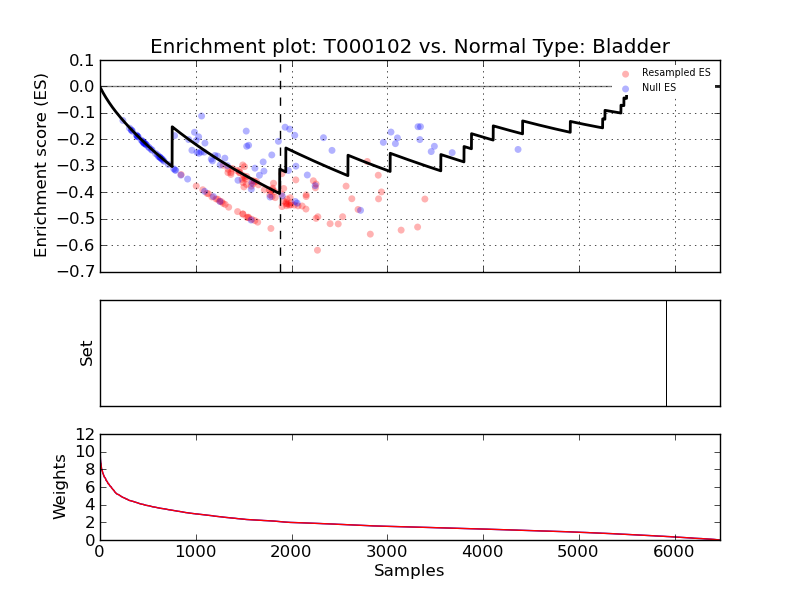 Enrichment plot: T000102 vs. Normal Type: Bladder
Enrichment score (ES)
0.1
0.0
−0.1
−0.2
−0.3
−0.4
−0.5
−0.6
−0.7
Resampled ES
Null ES
Set
Weights
12
10
8
6
4
2
0
0 1000 2000 3000 4000 5000 6000
Samples